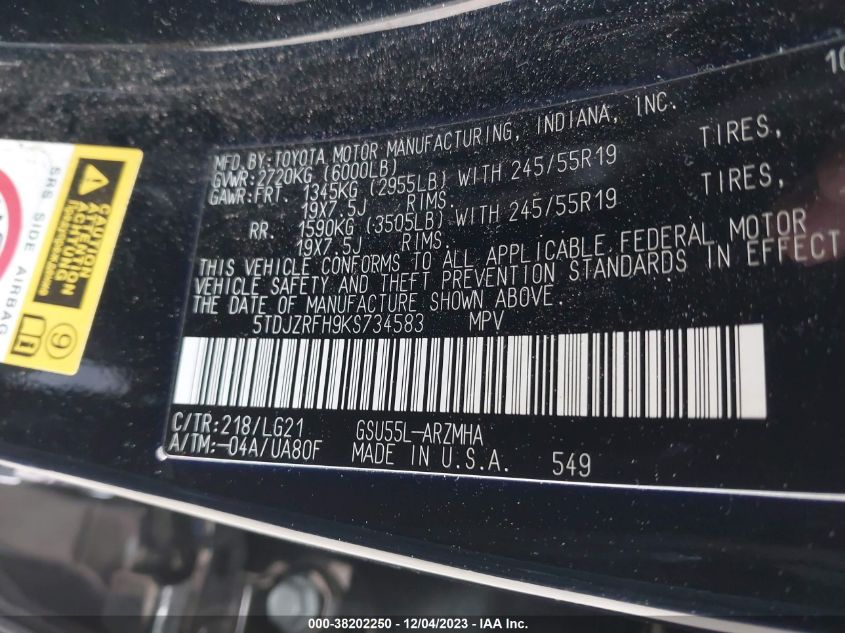 10
MFD.BY:TOYOTA MOTOR MANUFACTURING, INDIANA, INC.
GVWR:2720KG (6000LB)
GAWR:FRT. 1345KG (2955LB) WITH 245/55R19 TIRES,
19X7.5J RIMS.
RR. 1590KG (3505LB) WITH 245/55R19 TIRES,
19X7.5J RIMS.
THIS VEHICLE CONFORMS TO ALL APPLICABLE FEDERAL MOTOR
VEHICLE SAFETY AND THEFT PREVENTION STANDARDS IN EFFECT
THE DATE OF MANUFACTURE SHOWN ABOVE.
5TDJZRFH9KS734583 MPV
C/TR:218/LG21 GSU55L-ARZMHA
A/TM:-04A/UA80F MADE IN U.S.A. 549
SRS SIDE AIRBAG
CAUTION
ATTENTION
ACHTUNG
9
000-38202250 - 12/04/2023 - IAA Inc.